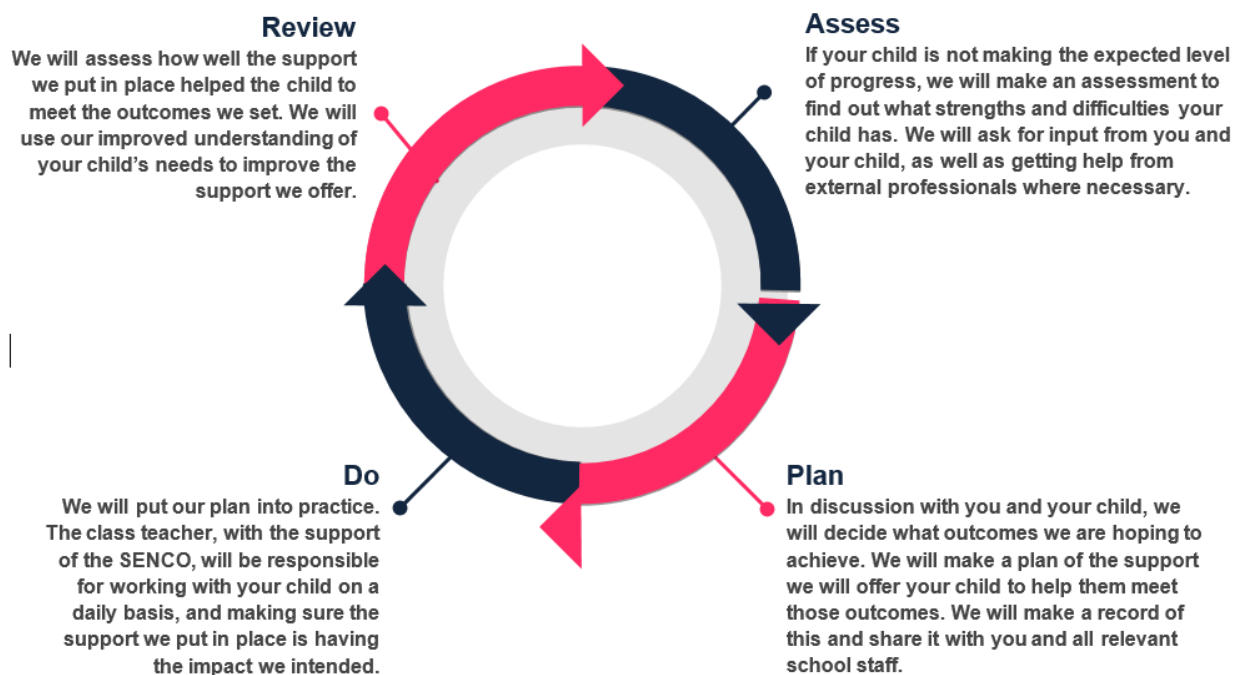 Review
We will assess how well the support
we put in place helped the child to
meet the outcomes we set. We will
use our improved understanding of
your child's needs to improve the
support we offer.
Assess
If your child is not making the expected level
of progress, we will make an assessment to
find out what strengths and difficulties your
child has. We will ask for input from you and
your child, as well as getting help from
external professionals where necessary.
Do
We will put our plan into practice.
The class teacher, with the support
of the SENCO, will be responsible
for working with your child on a
daily basis, and making sure the
support we put in place is having
the impact we intended.
Plan
In discussion with you and your child, we
will decide what outcomes we are hoping to
achieve. We will make a plan of the support
we will offer your child to help them meet
those outcomes. We will make a record of
this and share it with you and all relevant
school staff.